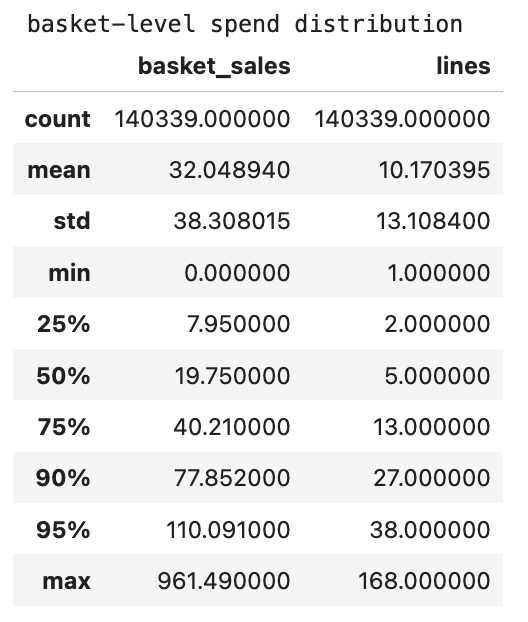 basket-level spend distribution
basket_sales lines
count 140339.000000 140339.000000
mean 32.048940 10.170395
std 38.308015 13.108400
min 0.000000 1.000000
25% 7.950000 2.000000
50% 19.750000 5.000000
75% 40.210000 13.000000
90% 77.852000 27.000000
95% 110.091000 38.000000
max 961.490000 168.000000